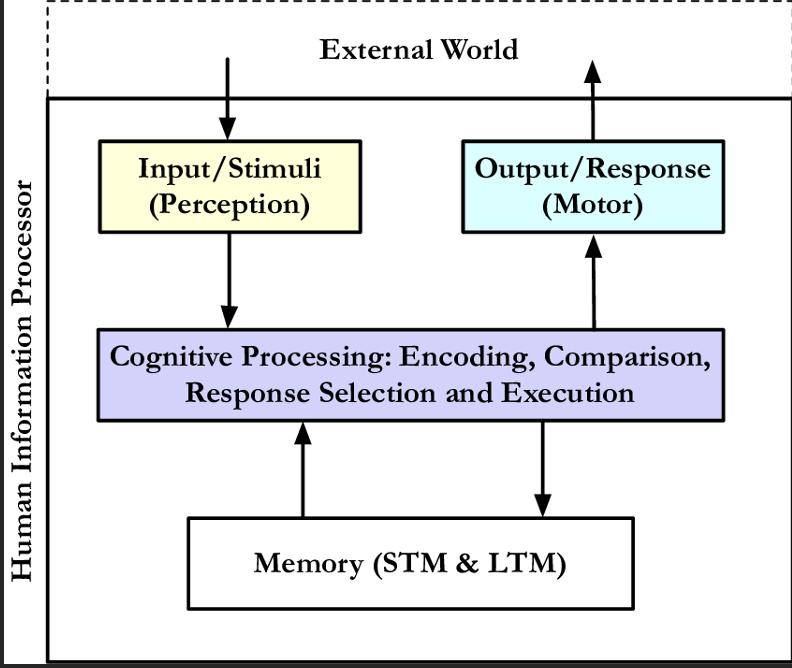 External World
Input/Stimuli
(Perception)
Output/Response
(Motor)
Cognitive Processing: Encoding, Comparison,
Response Selection and Execution
Memory (STM & LTM)
Human Information Processor